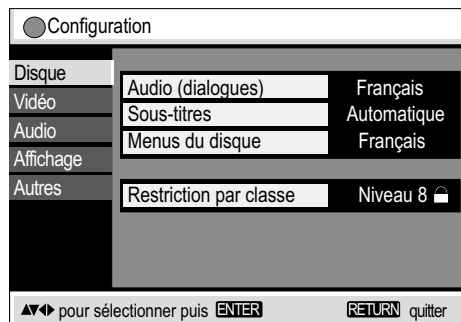 Configuration
Disque
Vidéo
Audio
Affichage
Autres
Audio (dialogues) Français
Sous-titres Automatique
Menus du disque Français
Restriction par classe Niveau 8
pour sélectionner puis ENTER RETURN quitter